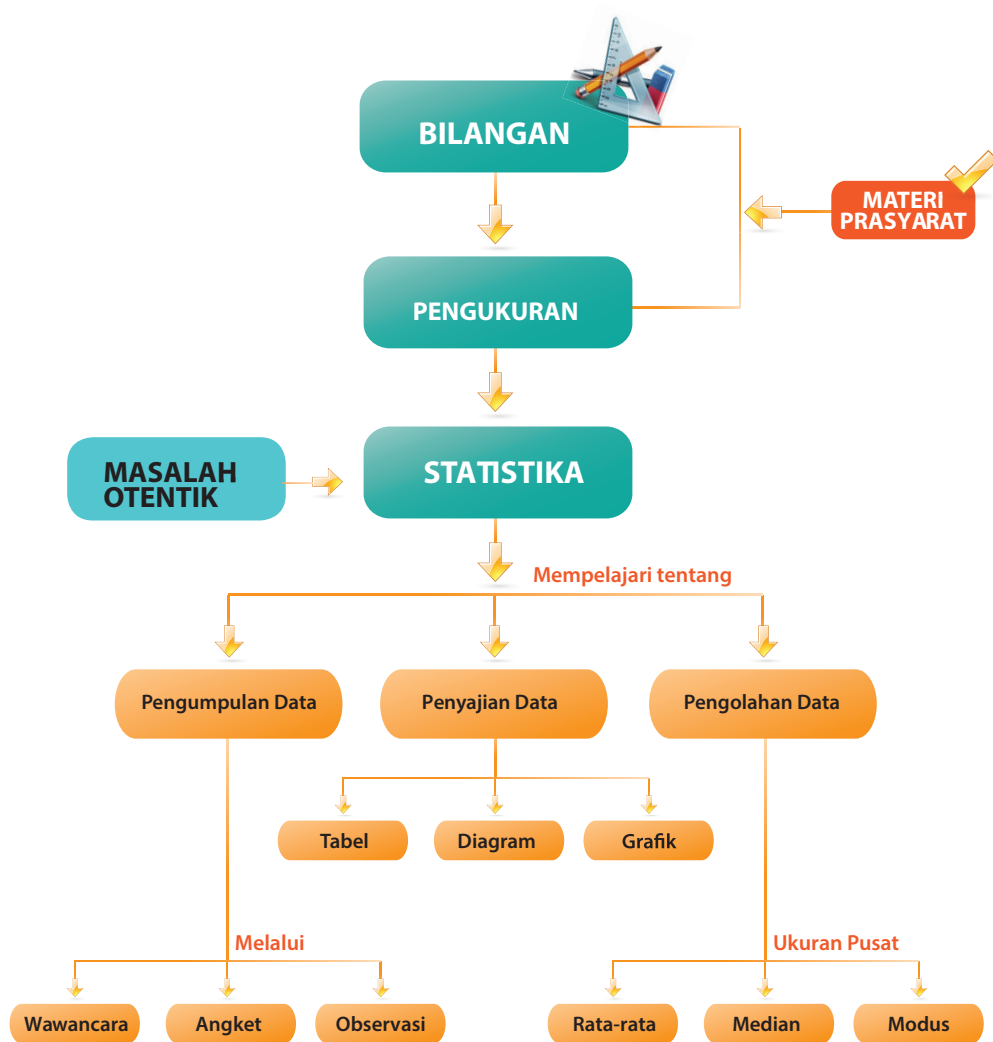 BILANGAN
MATERI
PRASYARAT
PENGUKURAN
MASALAH
OTENTIK
STATISTIKA
Mempelajari tentang
Pengumpulan Data
Penyajian Data
Pengolahan Data
Tabel
Diagram
Grafik
Melalui
Ukuran Pusat
Wawancara
Angket
Observasi
Rata-rata
Median
Modus